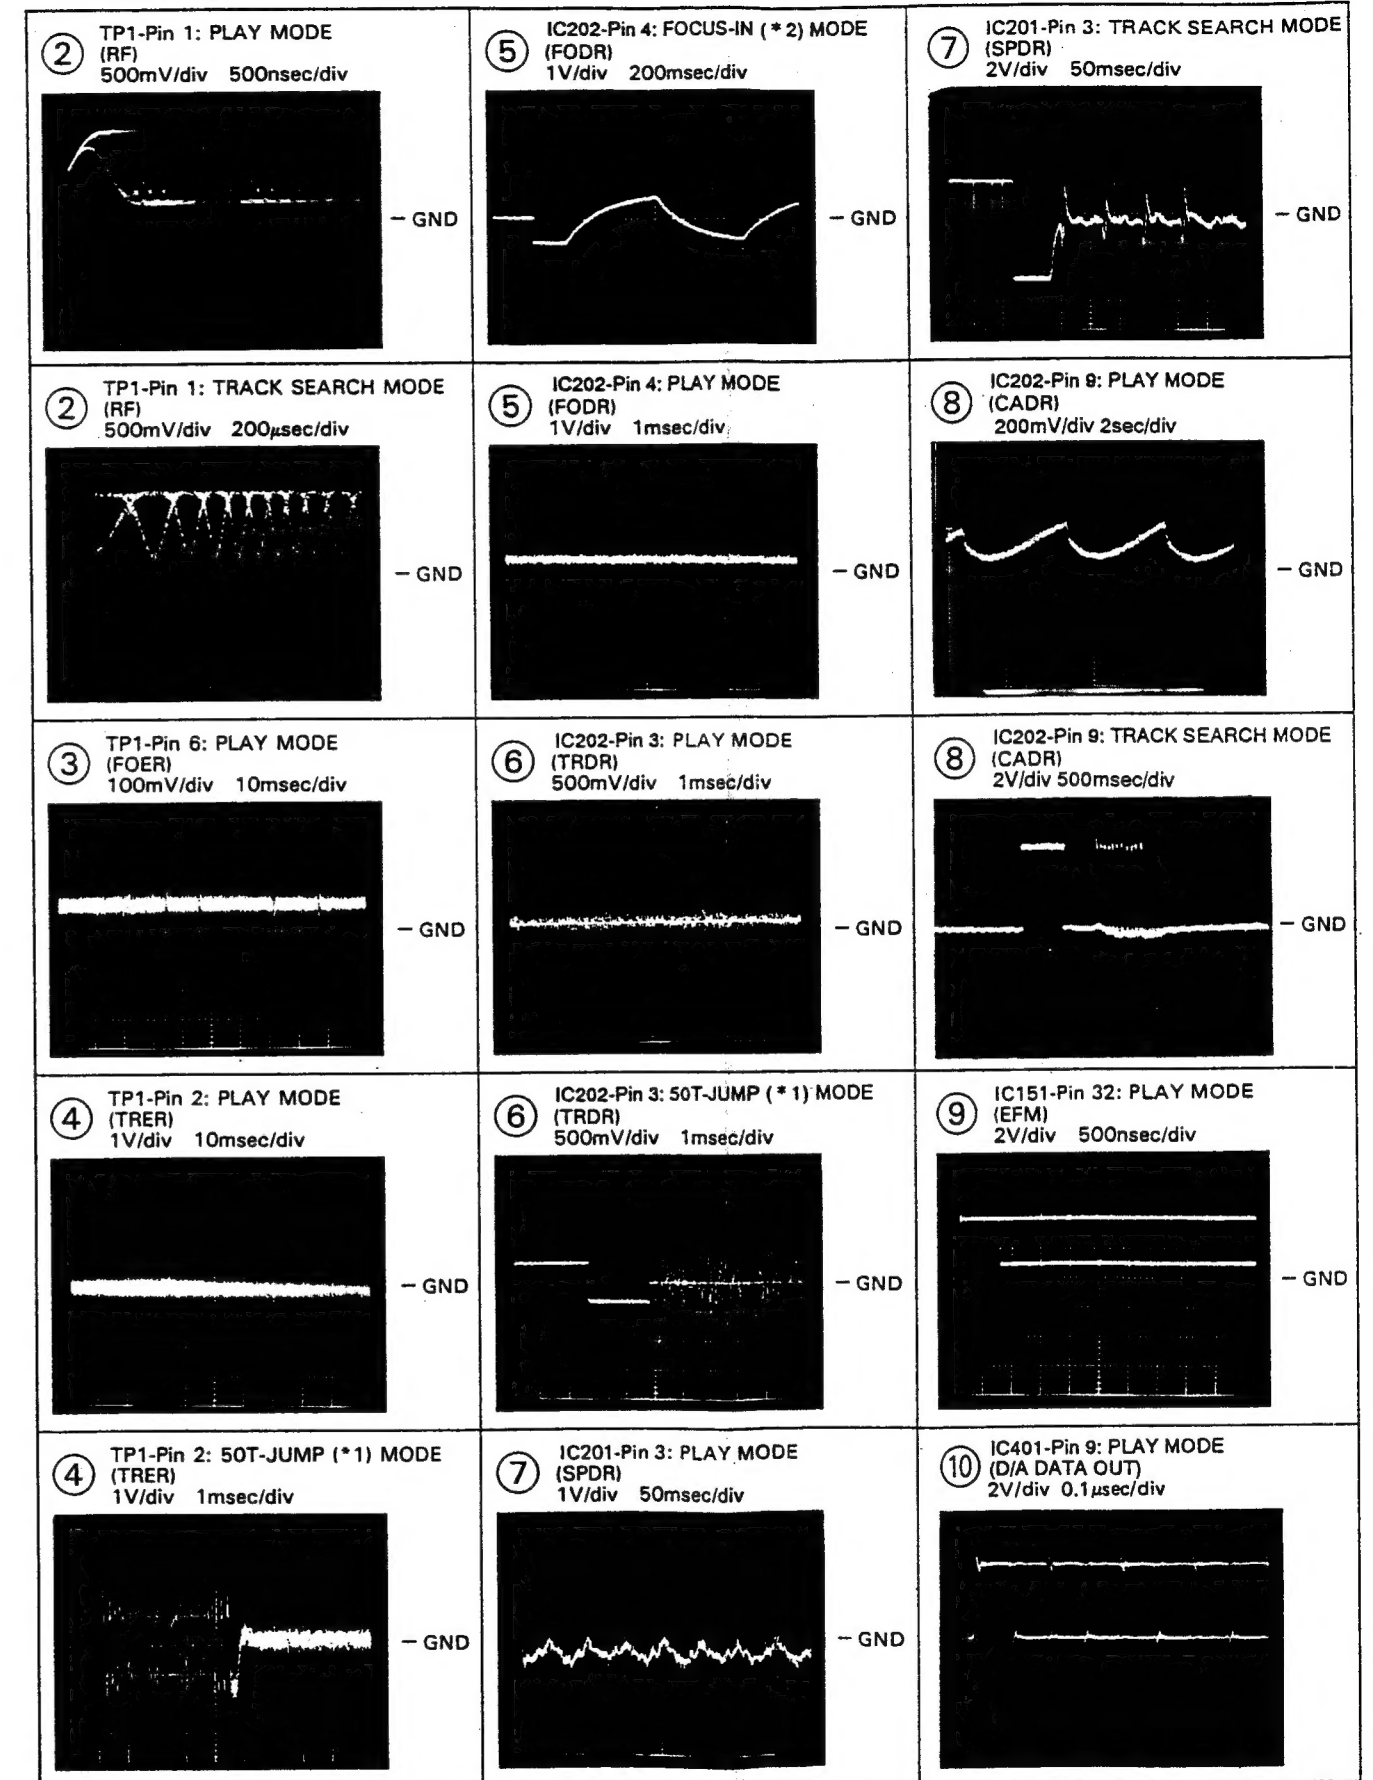 ② TP1-Pin 1: PLAY MODE
(RF)
500mV/div 500nsec/div
– GND
⑤ IC202-Pin 4: FOCUS-IN (*2) MODE
(FODR)
1V/div 200msec/div
– GND
⑦ IC201-Pin 3: TRACK SEARCH MODE
(SPDR)
2V/div 50msec/div
– GND
② TP1-Pin 1: TRACK SEARCH MODE
(RF)
500mV/div 200μsec/div
– GND
⑤ IC202-Pin 4: PLAY MODE
(FODR)
1V/div 1msec/div
– GND
⑧ IC202-Pin 9: PLAY MODE
(CADR)
200mV/div 2sec/div
– GND
③ TP1-Pin 6: PLAY MODE
(FOER)
100mV/div 10msec/div
– GND
⑥ IC202-Pin 3: PLAY MODE
(TRDR)
500mV/div 1msec/div
– GND
⑧ IC202-Pin 9: TRACK SEARCH MODE
(CADR)
2V/div 500msec/div
– GND
④ TP1-Pin 2: PLAY MODE
(TRER)
1V/div 10msec/div
– GND
⑥ IC202-Pin 3: 50T-JUMP (*1) MODE
(TRDR)
500mV/div 1msec/div
– GND
⑨ IC151-Pin 32: PLAY MODE
(EFM)
2V/div 500nsec/div
– GND
④ TP1-Pin 2: 50T-JUMP (*1) MODE
(TRER)
1V/div 1msec/div
– GND
⑦ IC201-Pin 3: PLAY MODE
(SPDR)
1V/div 50msec/div
– GND
⑩ IC401-Pin 9: PLAY MODE
(D/A DATA OUT)
2V/div 0.1μsec/div